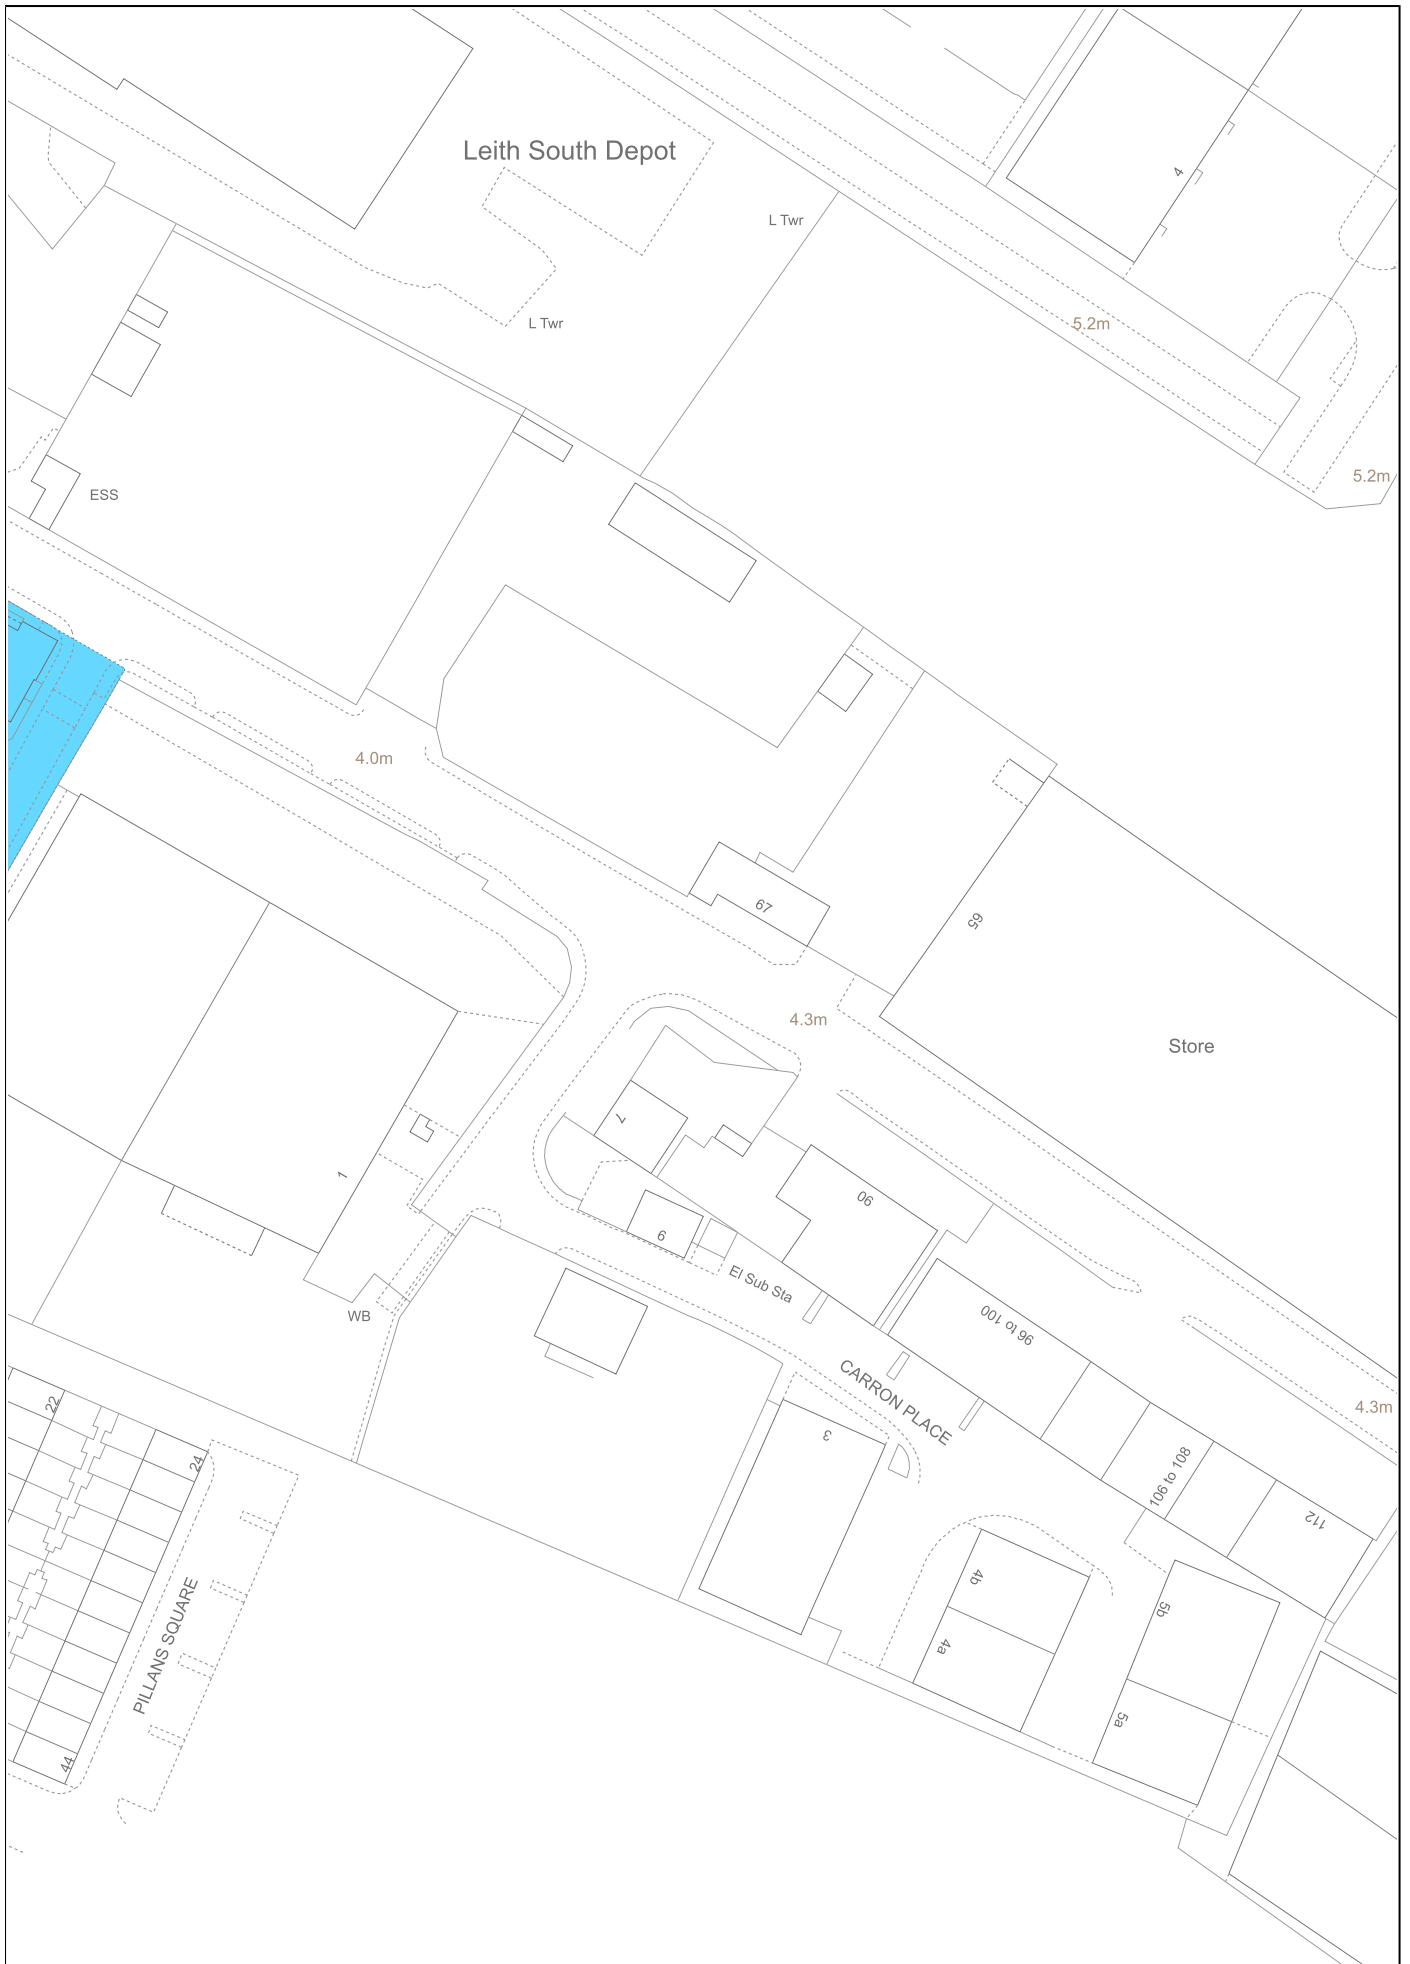 Leith South Depot
4
L Twr
L Twr
5.2m
5.2m
ESS
4.0m
67
65
4.3m
Store
7
1
90
6
El Sub Sta
WB
96 to 100
CARRON PLACE
22
3
24
4.3m
106 to 108
112
4b
5b
PILLANS SQUARE
4a
5a
44